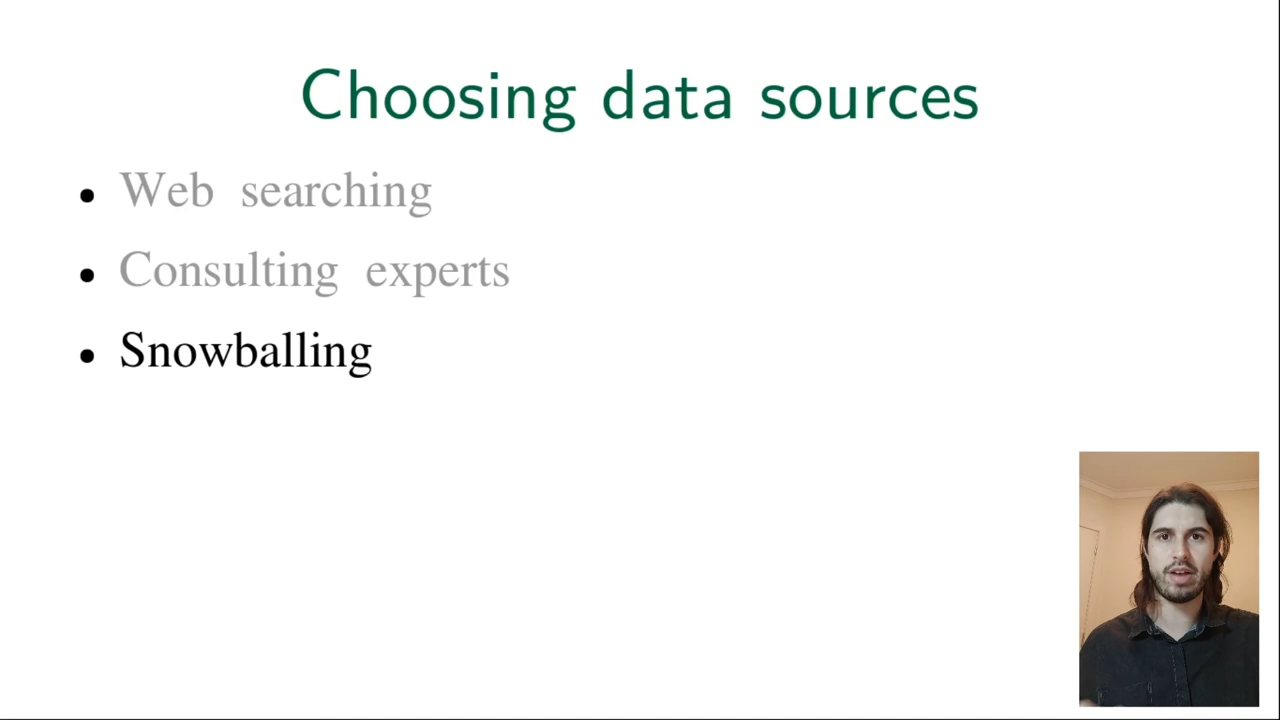 Choosing data sources
Web searching
Consulting experts
Snowballing